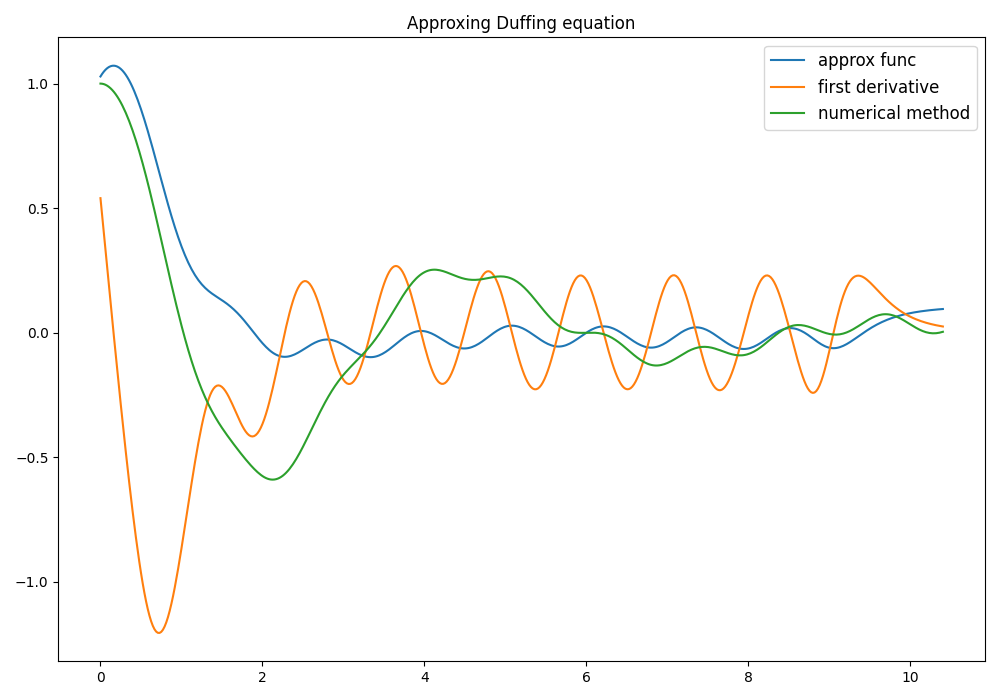 Approxing Duffing equation
approx func
first derivative
numerical method
1.0
0.5
0.0
−0.5
−1.0
0 2 4 6 8 10